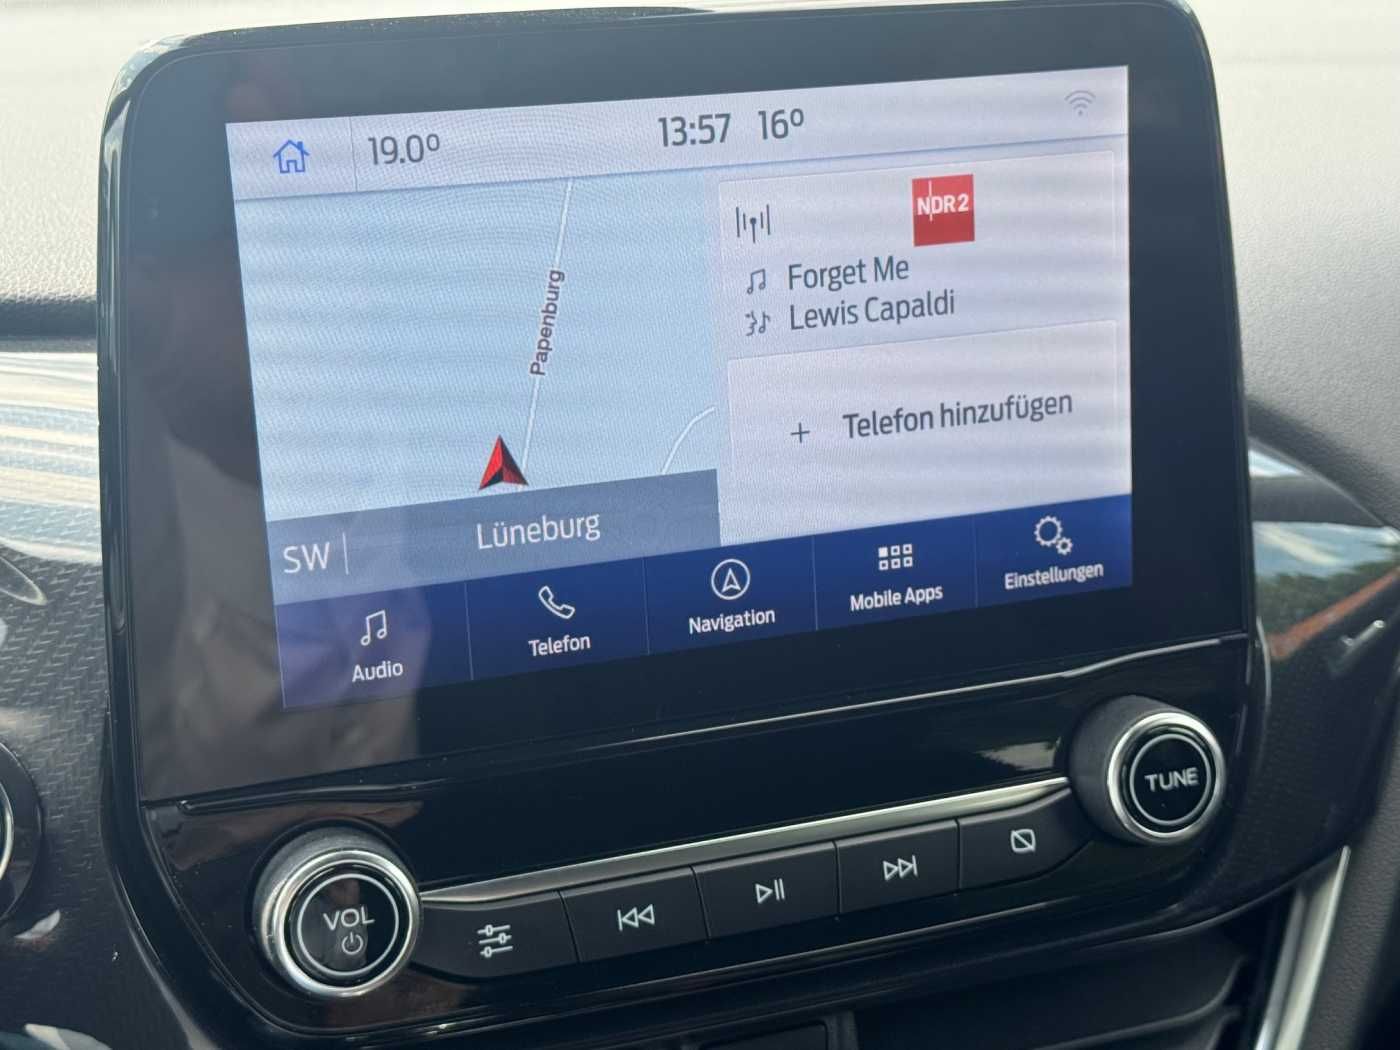 19.0°
13:57 16°
NDR 2
Forget Me
Lewis Capaldi
Papenburg
Telefon hinzufügen
SW
Lüneburg
Audio
Telefon
Navigation
Mobile Apps
Einstellungen
VOL
TUNE